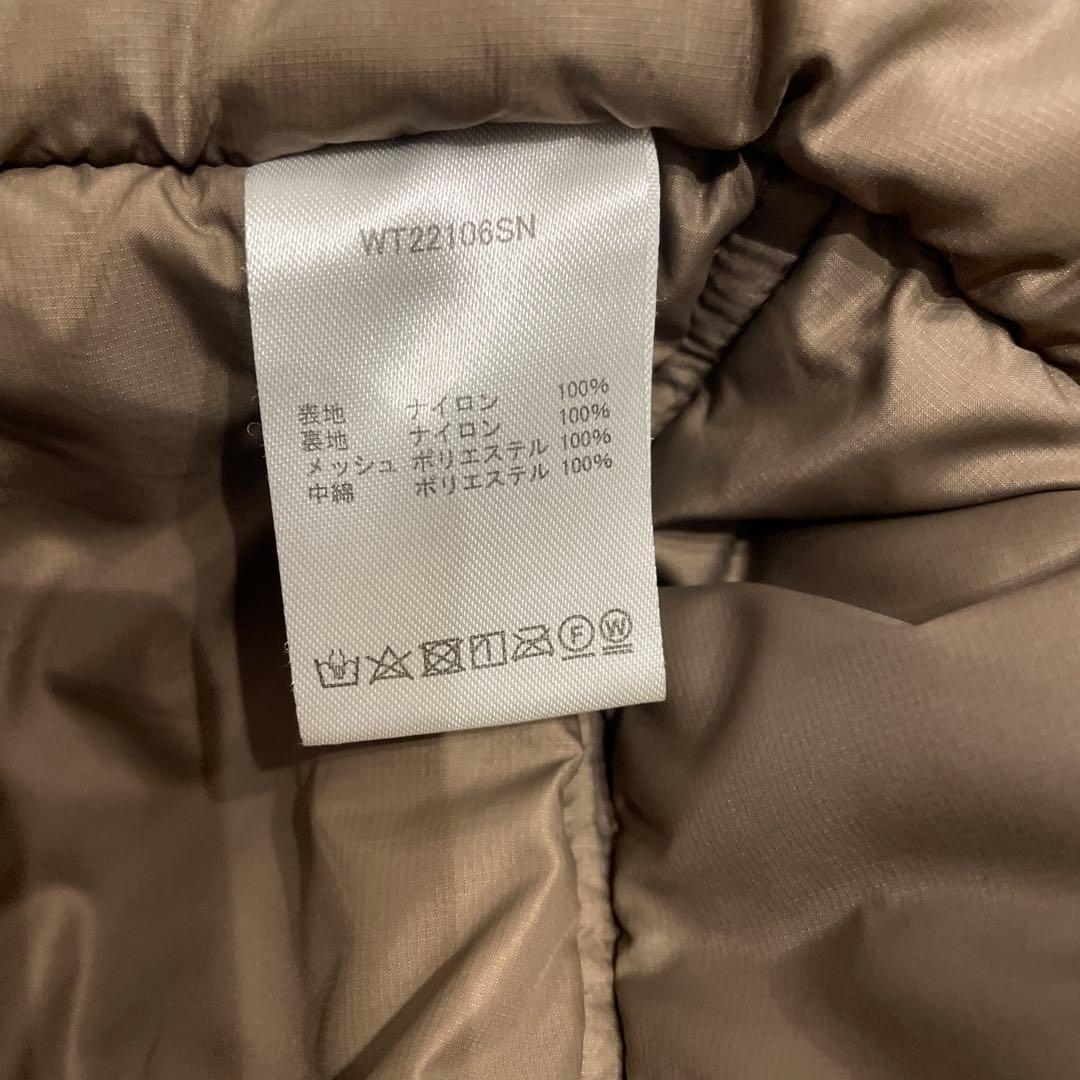 WT22106SN
表地 ナイロン 100%
裏地 ナイロン 100%
メッシュ ポリエステル 100%
中綿 ポリエステル 100%
F W